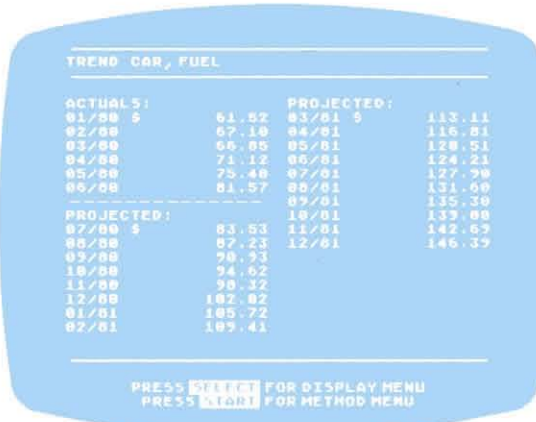 TREND CAR, FUEL
ACTUALS:
01/80 $ 61.52
02/80 67.10
03/80 66.85
04/80 71.12
05/80 75.40
06/80 81.57
PROJECTED:
07/80 $ 83.53
08/80 87.23
09/80 90.93
10/80 94.62
11/80 98.32
12/80 102.02
01/81 105.72
02/81 109.41
PROJECTED:
03/81 $ 113.11
04/81 116.81
05/81 120.51
06/81 124.21
07/81 127.90
08/81 131.60
09/81 135.30
10/81 139.00
11/81 142.69
12/81 146.39
PRESS SELECT FOR DISPLAY MENU
PRESS START FOR METHOD MENU